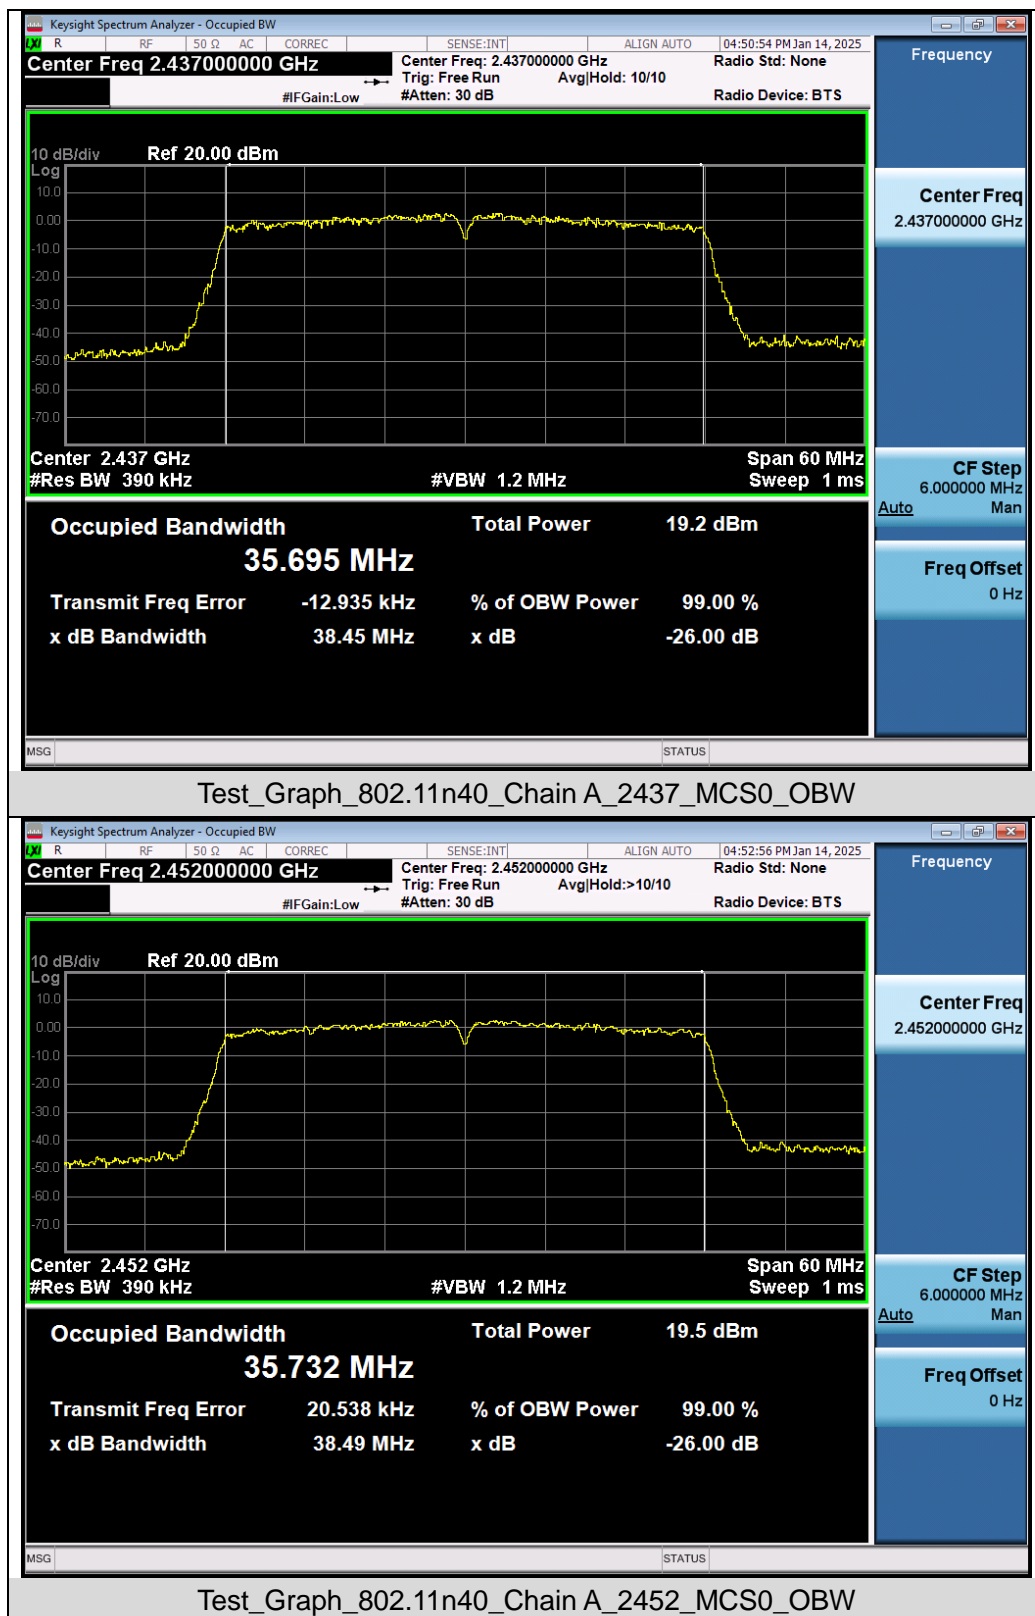 Keysight Spectrum Analyzer - Occupied BW
LXI R RF 50 Ω AC CORREC SENSE:INT ALIGN AUTO 04:50:54 PM Jan 14, 2025
Center Freq 2.437000000 GHz
Center Freq: 2.437000000 GHz
Radio Std: None
Trig: Free Run Avg|Hold: 10/10
#IFGain:Low
#Atten: 30 dB
Radio Device: BTS
Frequency
10 dB/div Ref 20.00 dBm
Log
10.0
0.00
-10.0
-20.0
-30.0
-40.0
-50.0
-60.0
-70.0
Center Freq
2.437000000 GHz
Center 2.437 GHz Span 60 MHz
#Res BW 390 kHz #VBW 1.2 MHz Sweep 1 ms
CF Step
6.000000 MHz
Auto Man
Occupied Bandwidth Total Power 19.2 dBm
35.695 MHz
Freq Offset
0 Hz
Transmit Freq Error -12.935 kHz % of OBW Power 99.00 %
x dB Bandwidth 38.45 MHz x dB -26.00 dB
MSG STATUS
Test_Graph_802.11n40_Chain A_2437_MCS0_OBW
Keysight Spectrum Analyzer - Occupied BW
LXI R RF 50 Ω AC CORREC SENSE:INT ALIGN AUTO 04:52:56 PM Jan 14, 2025
Center Freq 2.452000000 GHz
Center Freq: 2.452000000 GHz
Radio Std: None
Trig: Free Run Avg|Hold:>10/10
#IFGain:Low
#Atten: 30 dB
Radio Device: BTS
Frequency
10 dB/div Ref 20.00 dBm
Log
10.0
0.00
-10.0
-20.0
-30.0
-40.0
-50.0
-60.0
-70.0
Center Freq
2.452000000 GHz
Center 2.452 GHz Span 60 MHz
#Res BW 390 kHz #VBW 1.2 MHz Sweep 1 ms
CF Step
6.000000 MHz
Auto Man
Occupied Bandwidth Total Power 19.5 dBm
35.732 MHz
Freq Offset
0 Hz
Transmit Freq Error 20.538 kHz % of OBW Power 99.00 %
x dB Bandwidth 38.49 MHz x dB -26.00 dB
MSG STATUS
Test_Graph_802.11n40_Chain A_2452_MCS0_OBW